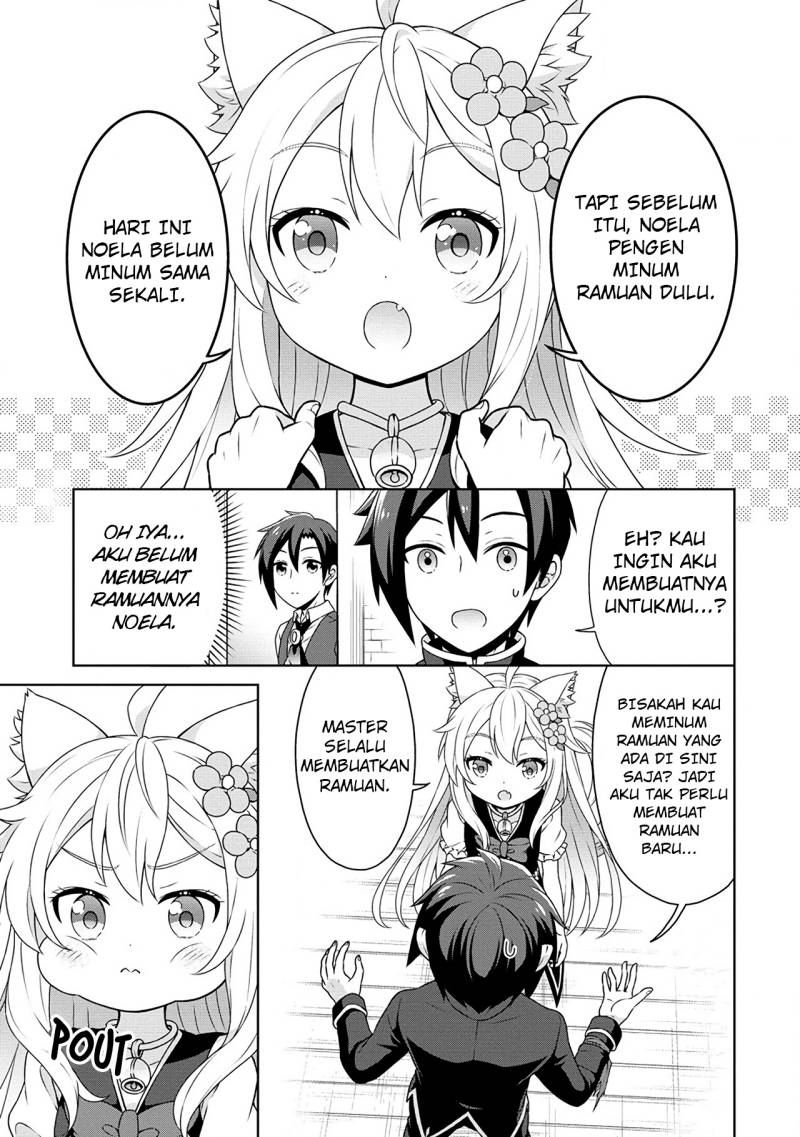 TAPI SEBELUM
ITU, NOELA
PENGEN
MINUM
RAMUAN DULU.
HARI INI
NOELA BELUM
MINUM SAMA
SEKALI.
EH? KAU
INGIN AKU
MEMBUATNYA
UNTUKMU...?
OH IYA...
AKU BELUM
MEMBUAT
RAMUANNYA
NOELA.
BISAKAH KAU
MEMINUM
RAMUAN YANG
ADA DI SINI
SAJA? JADI
AKU TAK PERLU
MEMBUAT
RAMUAN
BARU...
MASTER
SELALU
MEMBUATKAN
RAMUAN.
POUT